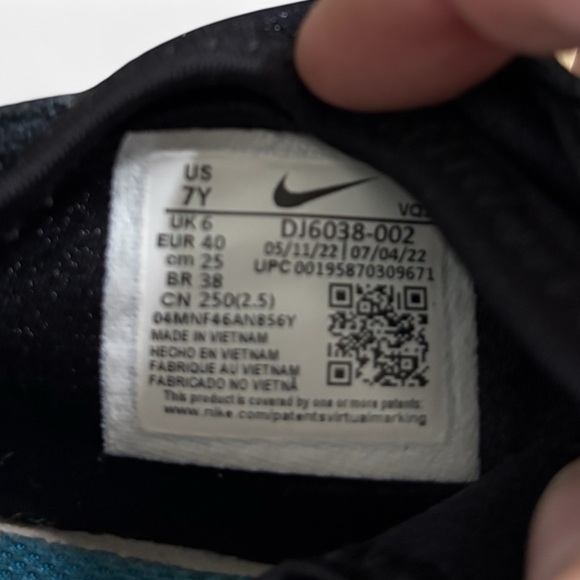 US
7Y
UK 6
EUR 40
cm 25
BR 38
CN 250(2.5)
DJ6038-002
05/11/22 | 07/04/22
UPC 00195870309671
04MNF46AN856Y
MADE IN VIETNAM
HECHO EN VIETNAM
FABRIQUE AU VIETNAM
FABRICADO NO VIETNÃ
This product is covered by one or more patents:
www.nike.com/patentsvirtualmarking